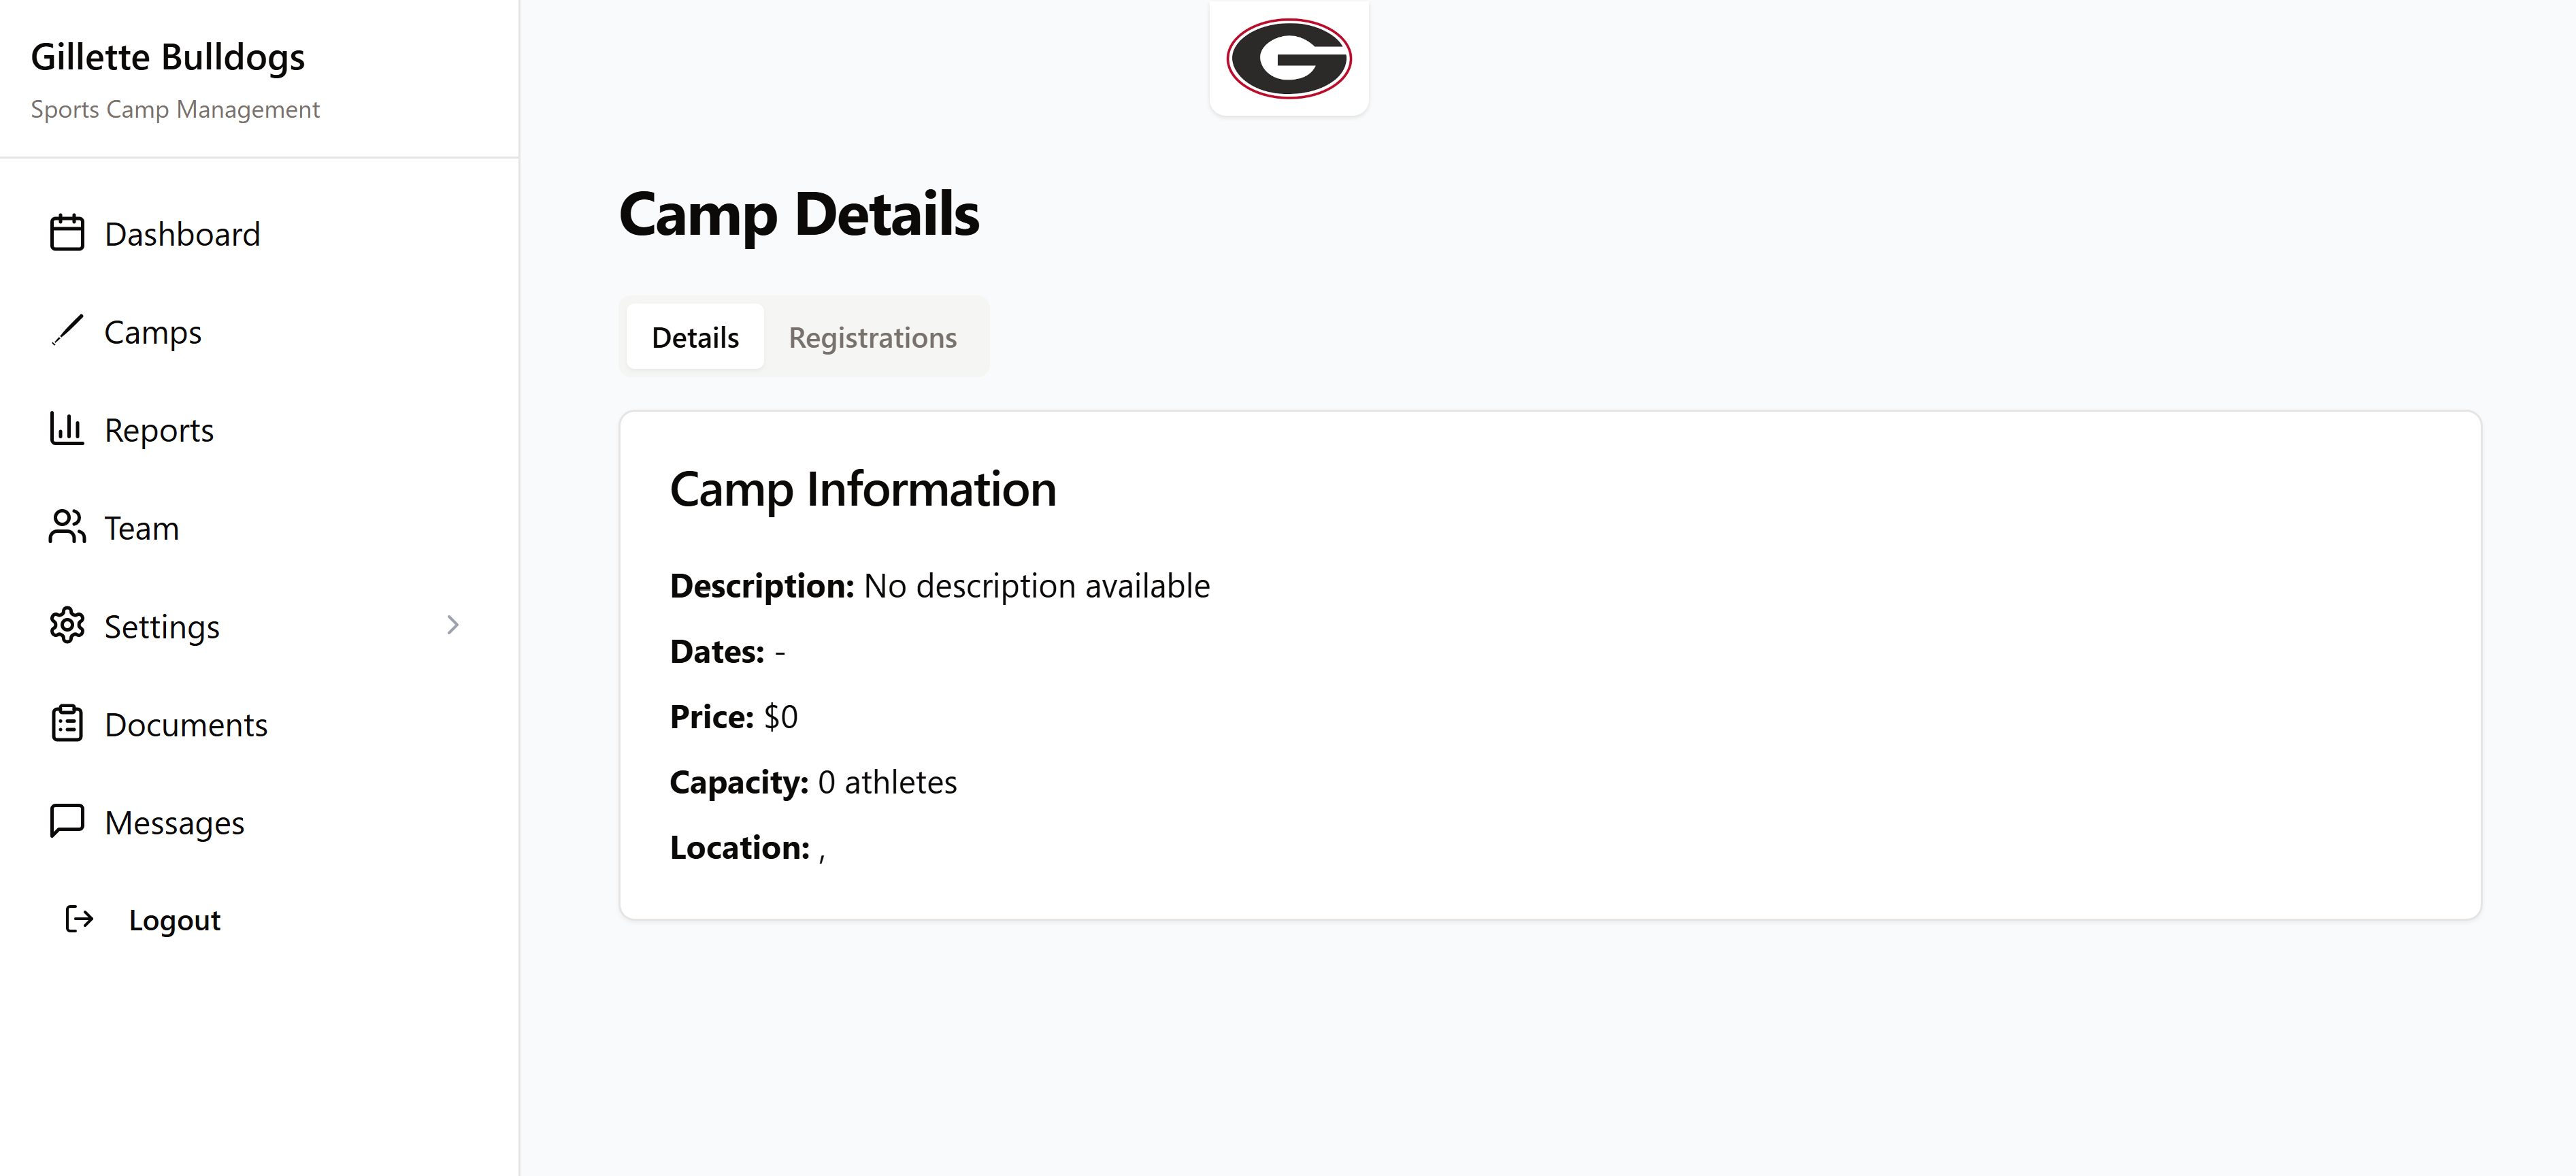 Gillette Bulldogs
Sports Camp Management
Dashboard
Camps
Reports
Team
Settings
Documents
Messages
Logout
G
Camp Details
Details
Registrations
Camp Information
Description: No description available
Dates: -
Price: $0
Capacity: 0 athletes
Location: ,